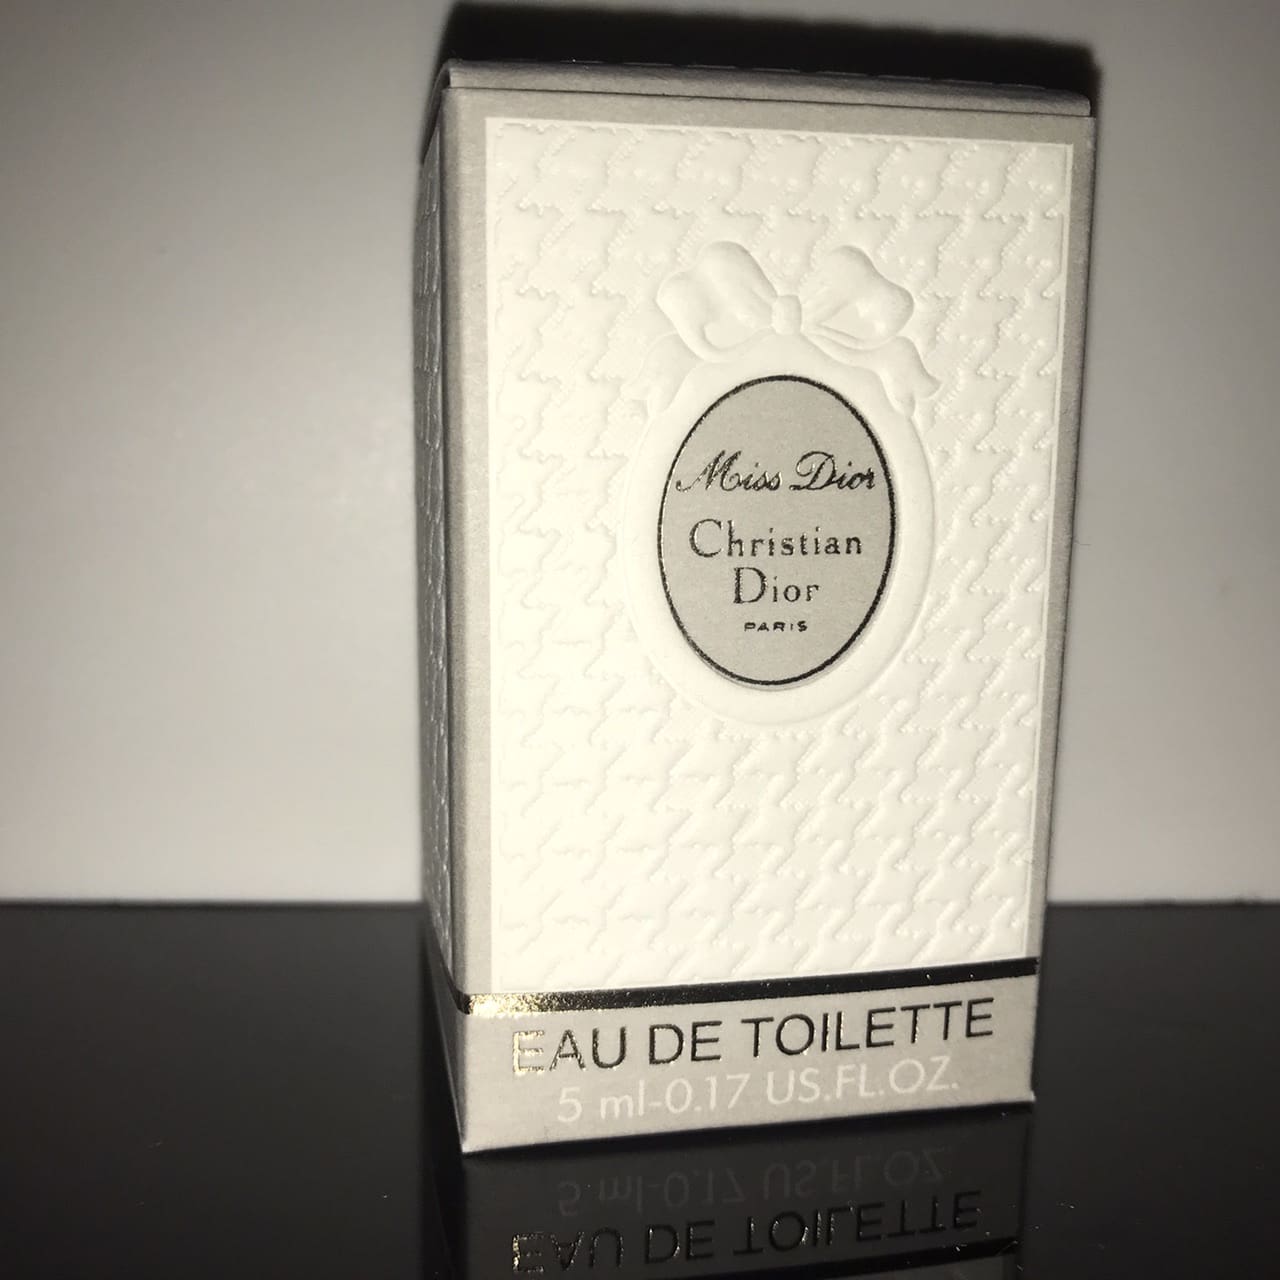 Miss Dior
Christian
Dior
PARIS
EAU DE TOILETTE
5 ml-0.17 US.FL.OZ.